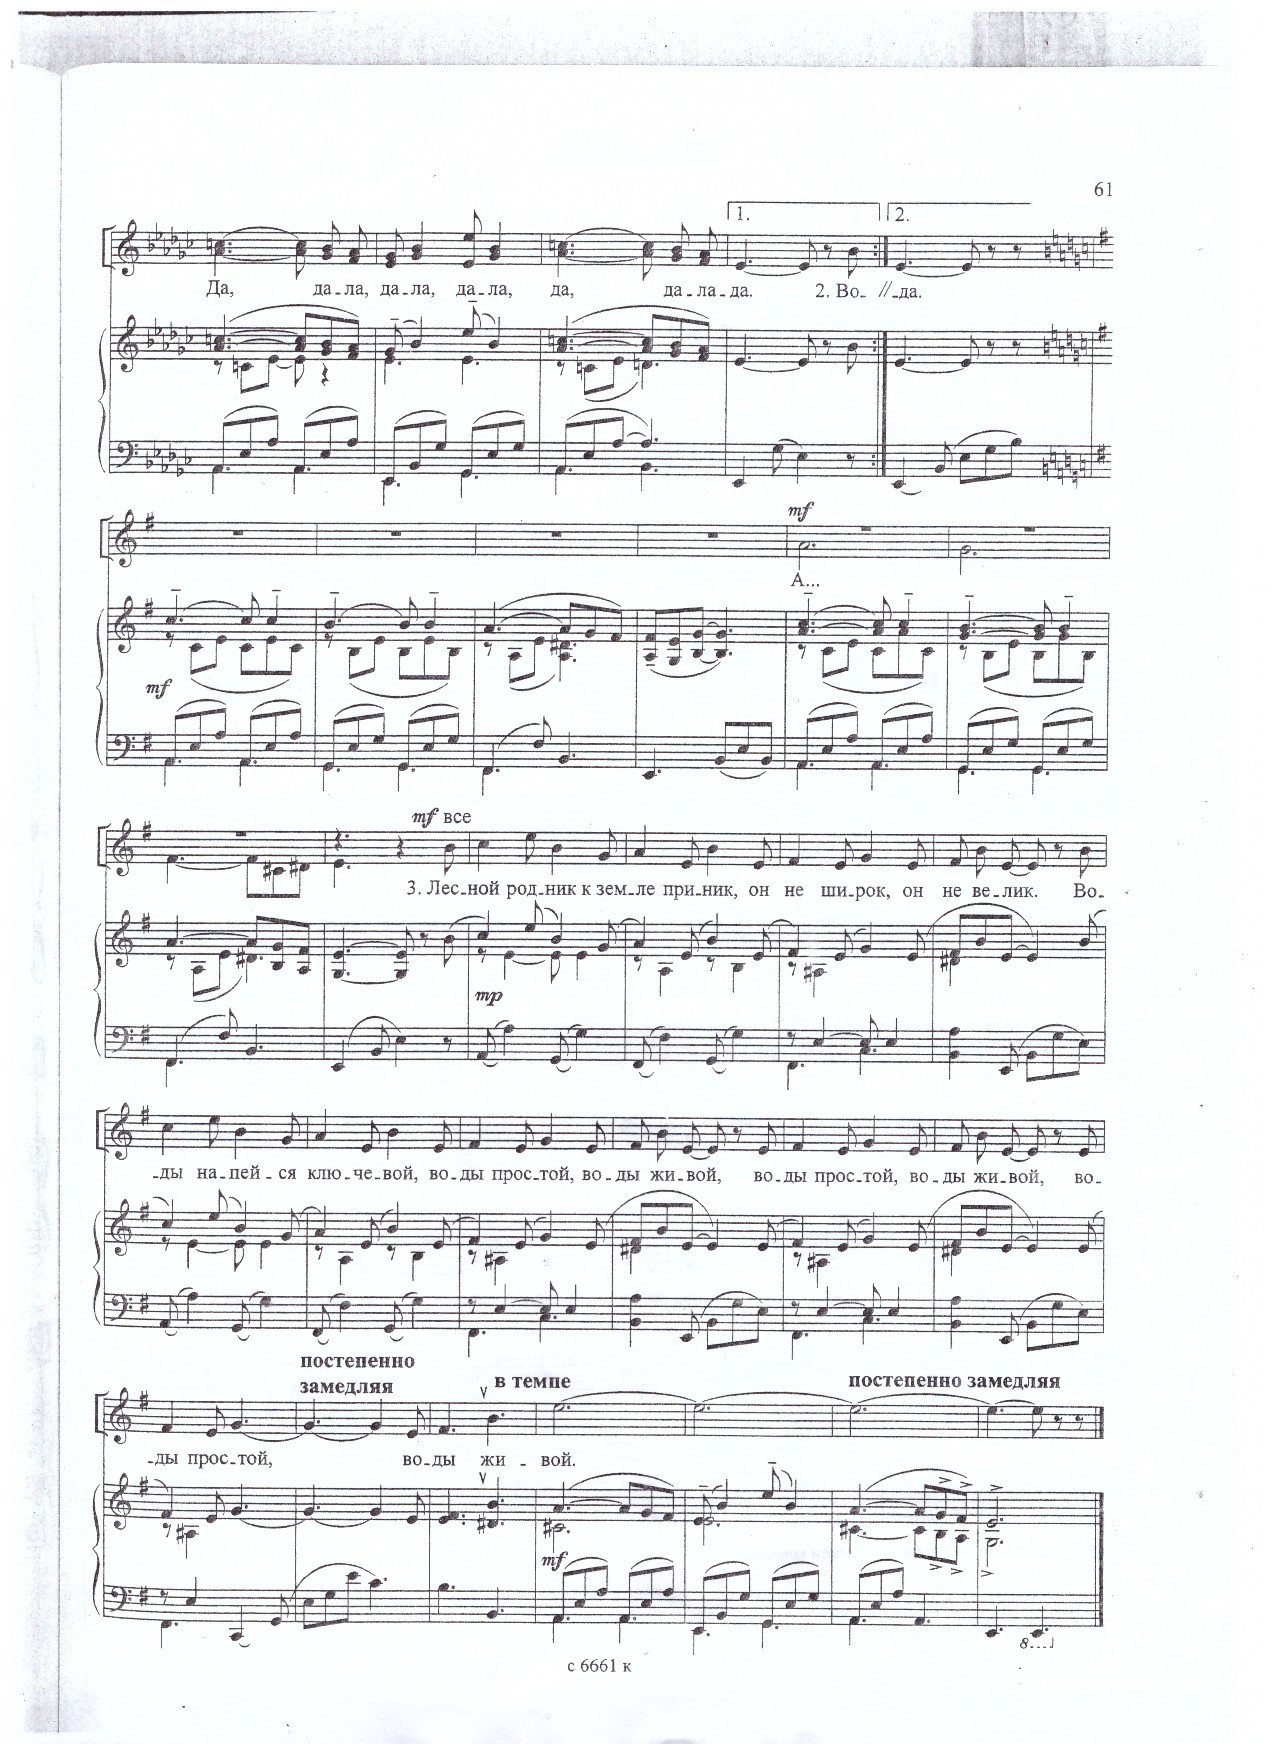 61
1. 2.
Да, да-ла, да-ла, да-ла, да, да-ла-да. 2. Во- //-да.
mf
А...
mf
mf все
3. Лес-ной род-ник к зем-ле при-ник, он не ши-рок, он не ве-лик. Во-
mp
-ды на-пей-ся клю-че-вой, во-ды прос-той, во-ды жи-вой, во-ды прос-той, во-ды жи-вой, во-
постепенно
замедляя в темпе постепенно замедляя
-ды прос-той, во-ды жи-вой.
mf
8....
с 6661 к